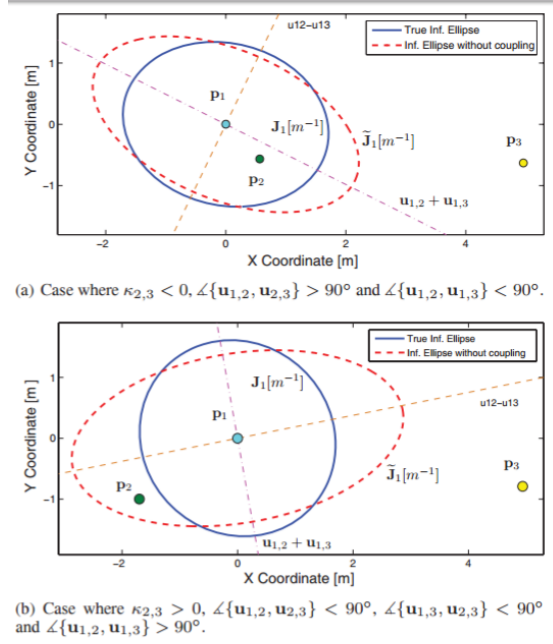 u12-u13
True Inf. Ellipse
Inf. Ellipse without coupling
Y Coordinate [m]
1
0
−1
p₁
J₁[m⁻¹]
J̃₁[m⁻¹]
p₂
p₃
u₁,₂ + u₁,₃
−2
0
2
4
X Coordinate [m]
(a) Case where κ₂,₃ < 0, ∡{u₁,₂, u₂,₃} > 90° and ∡{u₁,₂, u₁,₃} < 90°.
True Inf. Ellipse
Inf. Ellipse without coupling
Y Coordinate [m]
1
0
−1
J₁[m⁻¹]
u12-u13
p₁
p₂
J̃₁[m⁻¹]
p₃
u₁,₂ + u₁,₃
−2
0
2
4
X Coordinate [m]
(b) Case where κ₂,₃ > 0, ∡{u₁,₂, u₂,₃} < 90°, ∡{u₁,₃, u₂,₃} < 90°
and ∡{u₁,₂, u₁,₃} > 90°.